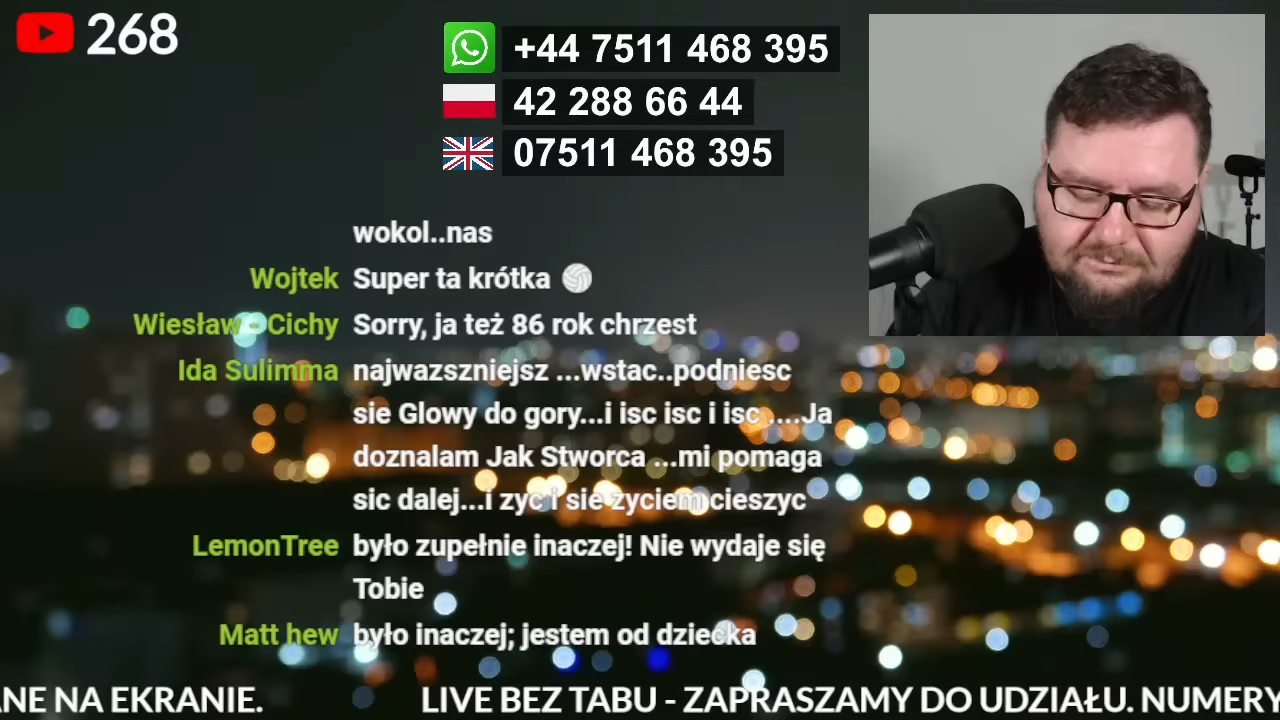 268
+44 7511 468 395
42 288 66 44
07511 468 395
wokol..nas
Wojtek Super ta krótka
Wiesław - Cichy Sorry, ja też 86 rok chrzest
Ida Sulimma najwazszniejsz ...wstac..podniesc
sie Glowy do gory...i isc isc i isc ....Ja
doznalam Jak Stworca ...mi pomaga
sic dalej...i zyc i sie zyciem cieszyc
LemonTree było zupełnie inaczej! Nie wydaje się
Tobie
Matt hew było inaczej; jestem od dziecka
ANE NA EKRANIE. LIVE BEZ TABU - ZAPRASZAMY DO UDZIAŁU. NUMERY